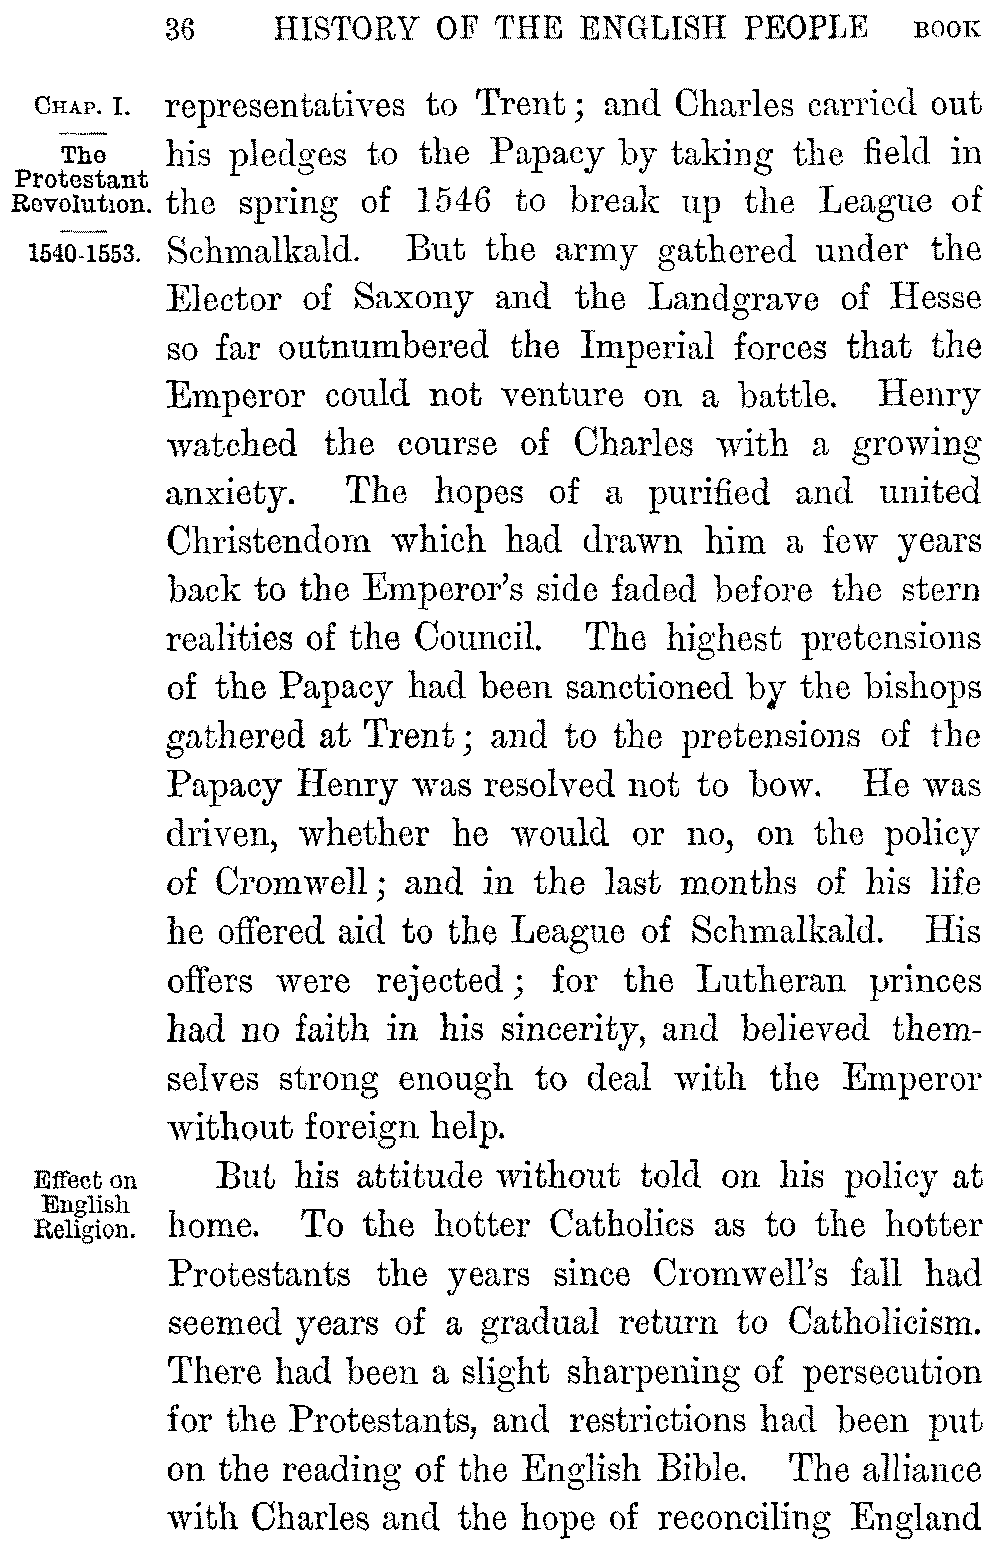 36 HISTORY OF THE ENGLISH PEOPLE BOOK
CHAP. I.
The
Protestant
Revolution.
1540-1553.
representatives to Trent; and Charles carried out
his pledges to the Papacy by taking the field in
the spring of 1546 to break up the League of
Schmalkald. But the army gathered under the
Elector of Saxony and the Landgrave of Hesse
so far outnumbered the Imperial forces that the
Emperor could not venture on a battle. Henry
watched the course of Charles with a growing
anxiety. The hopes of a purified and united
Christendom which had drawn him a few years
back to the Emperor's side faded before the stern
realities of the Council. The highest pretensions
of the Papacy had been sanctioned by the bishops
gathered at Trent; and to the pretensions of the
Papacy Henry was resolved not to bow. He was
driven, whether he would or no, on the policy
of Cromwell; and in the last months of his life
he offered aid to the League of Schmalkald. His
offers were rejected; for the Lutheran princes
had no faith in his sincerity, and believed them-
selves strong enough to deal with the Emperor
without foreign help.
Effect on
English
Religion.
But his attitude without told on his policy at
home. To the hotter Catholics as to the hotter
Protestants the years since Cromwell's fall had
seemed years of a gradual return to Catholicism.
There had been a slight sharpening of persecution
for the Protestants, and restrictions had been put
on the reading of the English Bible. The alliance
with Charles and the hope of reconciling England